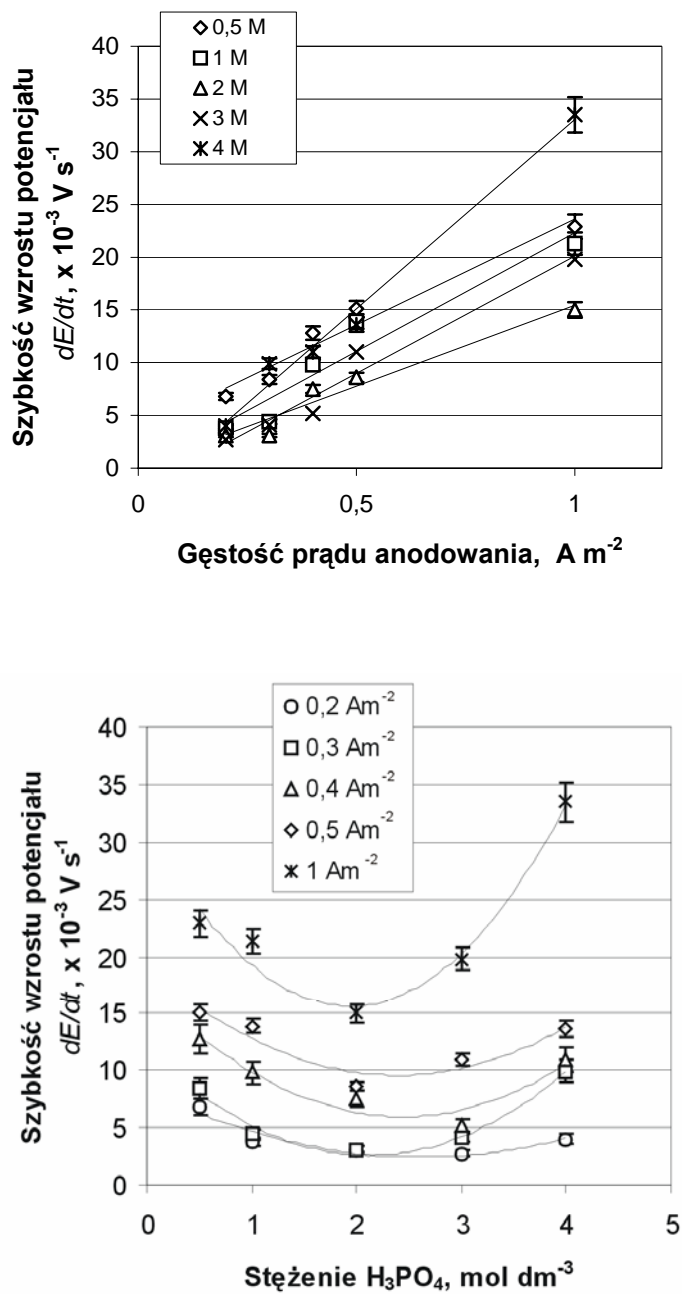 0,5 M
1 M
2 M
3 M
4 M
Szybkość wzrostu potencjału
dE/dt, x 10⁻³ V s⁻¹
40
35
30
25
20
15
10
5
0
0
0,5
1
Gęstość prądu anodowania, A m⁻²
0,2 Am⁻²
0,3 Am⁻²
0,4 Am⁻²
0,5 Am⁻²
1 Am⁻²
Szybkość wzrostu potencjału
dE/dt, x 10⁻³ V s⁻¹
40
35
30
25
20
15
10
5
0
0
1
2
3
4
5
Stężenie H₃PO₄, mol dm⁻³